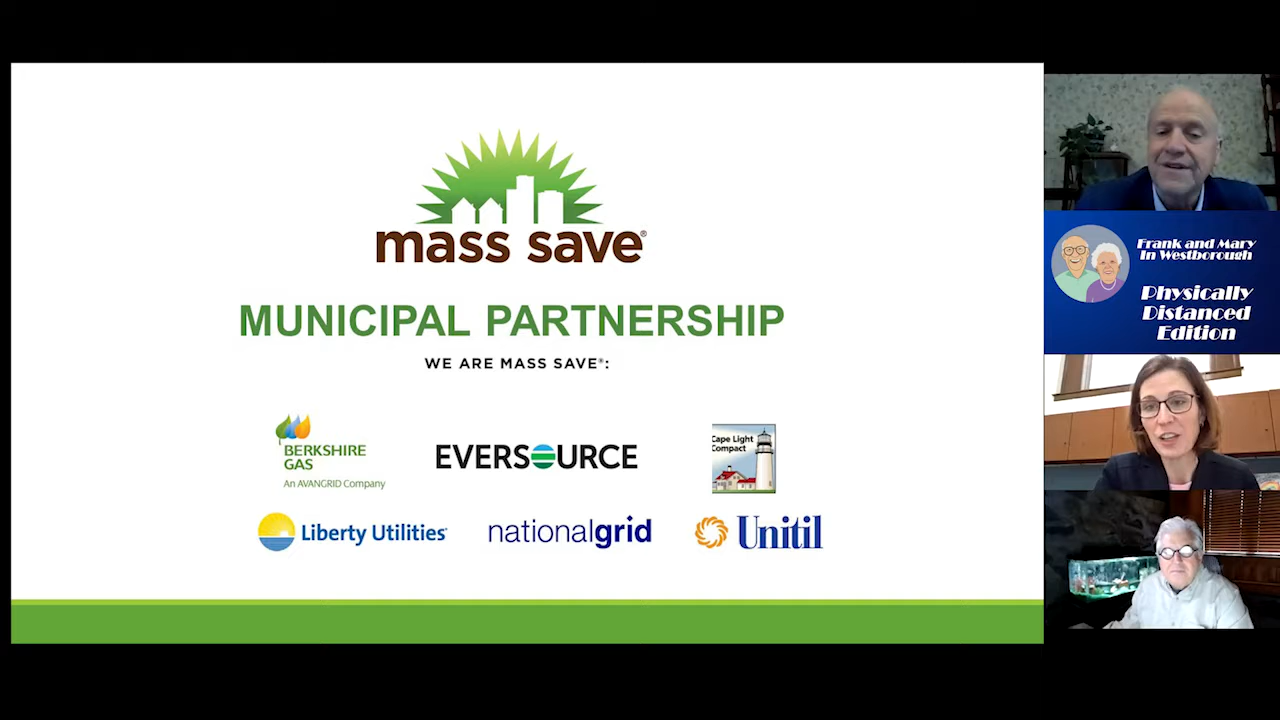 mass save®
MUNICIPAL PARTNERSHIP
WE ARE MASS SAVE®:
BERKSHIRE
GAS
An AVANGRID Company
EVERSOURCE
Cape Light
Compact
Liberty Utilities
nationalgrid
Unitil
Frank and Mary
In Westborough
Physically
Distanced
Edition